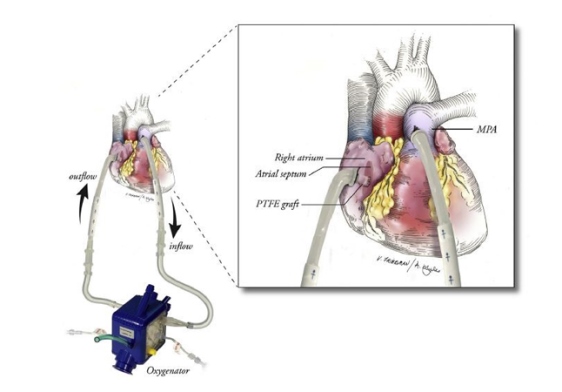 MPA
Right atrium
Atrial septum
PTFE graft
outflow
inflow
Oxygenator